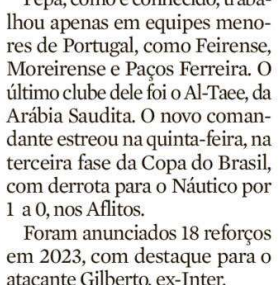 Pepa, como é conhecido, traba-
lhou apenas em equipes meno-
res de Portugal, como Feirense,
Moreirense e Paços Ferreira. O
último clube dele foi o Al-Taee, da
Arábia Saudita. O novo coman-
dante estreou na quinta-feira, na
terceira fase da Copa do Brasil,
com derrota para o Náutico por
1 a 0, nos Aflitos.
Foram anunciados 18 reforços
em 2023, com destaque para o
atacante Gilberto, ex-Inter.